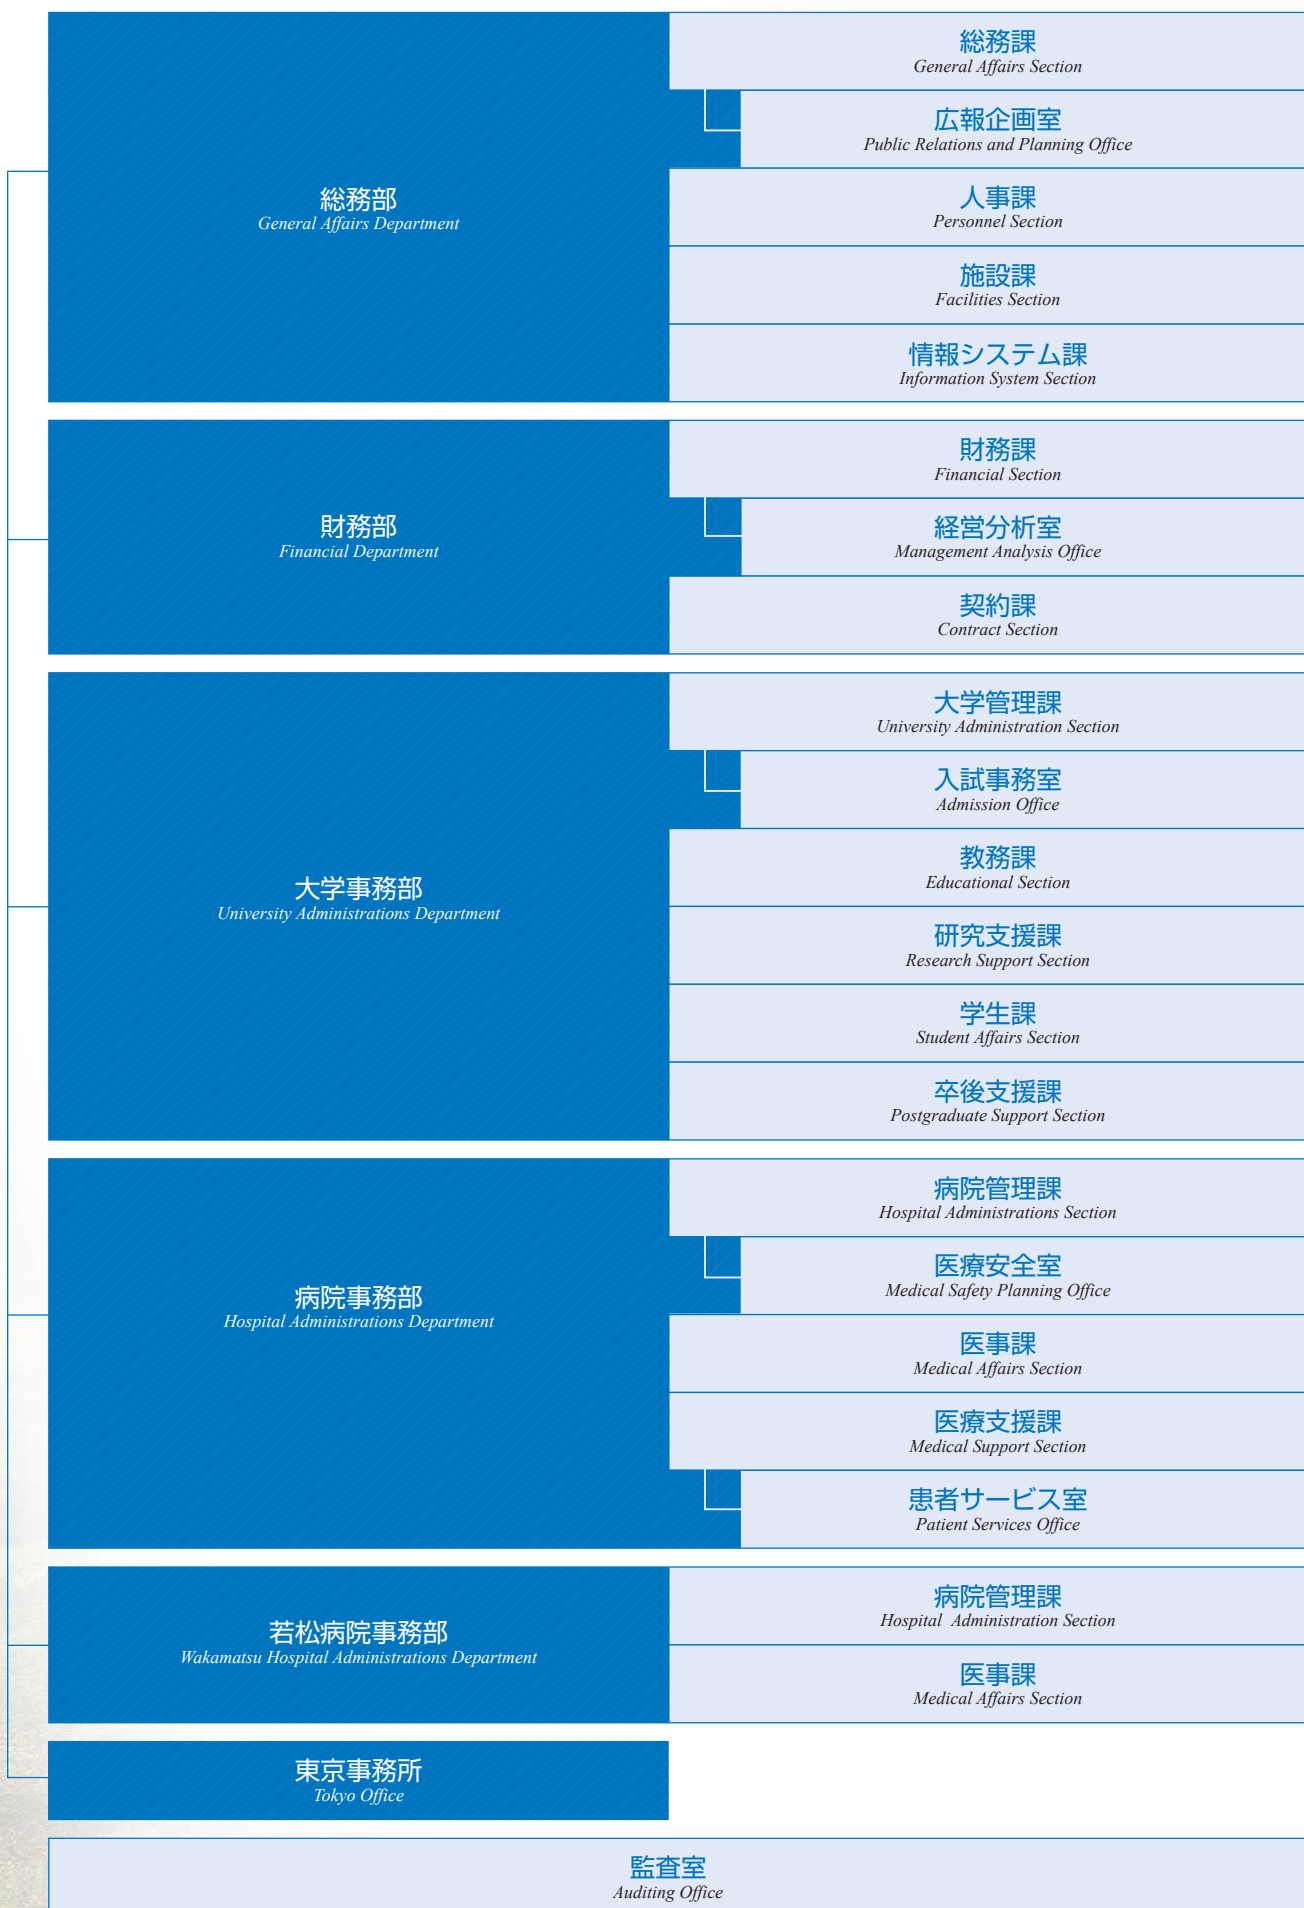 総務部
General Affairs Department
総務課
General Affairs Section
広報企画室
Public Relations and Planning Office
人事課
Personnel Section
施設課
Facilities Section
情報システム課
Information System Section
財務部
Financial Department
財務課
Financial Section
経営分析室
Management Analysis Office
契約課
Contract Section
大学事務部
University Administrations Department
大学管理課
University Administration Section
入試事務室
Admission Office
教務課
Educational Section
研究支援課
Research Support Section
学生課
Student Affairs Section
卒後支援課
Postgraduate Support Section
病院事務部
Hospital Administrations Department
病院管理課
Hospital Administrations Section
医療安全室
Medical Safety Planning Office
医事課
Medical Affairs Section
医療支援課
Medical Support Section
患者サービス室
Patient Services Office
若松病院事務部
Wakamatsu Hospital Administrations Department
病院管理課
Hospital Administration Section
医事課
Medical Affairs Section
東京事務所
Tokyo Office
監査室
Auditing Office